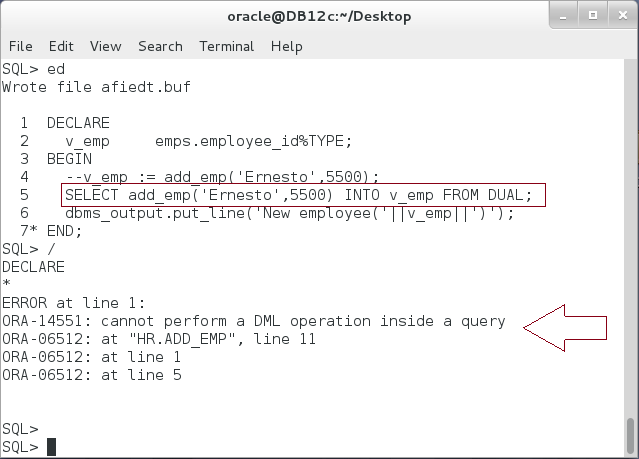 oracle@DB12c:~/Desktop
File Edit View Search Terminal Help
SQL> ed
Wrote file afiedt.buf
1 DECLARE
2 v_emp emps.employee_id%TYPE;
3 BEGIN
4 --v_emp := add_emp('Ernesto',5500);
5 SELECT add_emp('Ernesto',5500) INTO v_emp FROM DUAL;
6 dbms_output.put_line('New employee('||v_emp||')');
7* END;
SQL> /
DECLARE
*
ERROR at line 1:
ORA-14551: cannot perform a DML operation inside a query
ORA-06512: at "HR.ADD_EMP", line 11
ORA-06512: at line 1
ORA-06512: at line 5
SQL>
SQL>